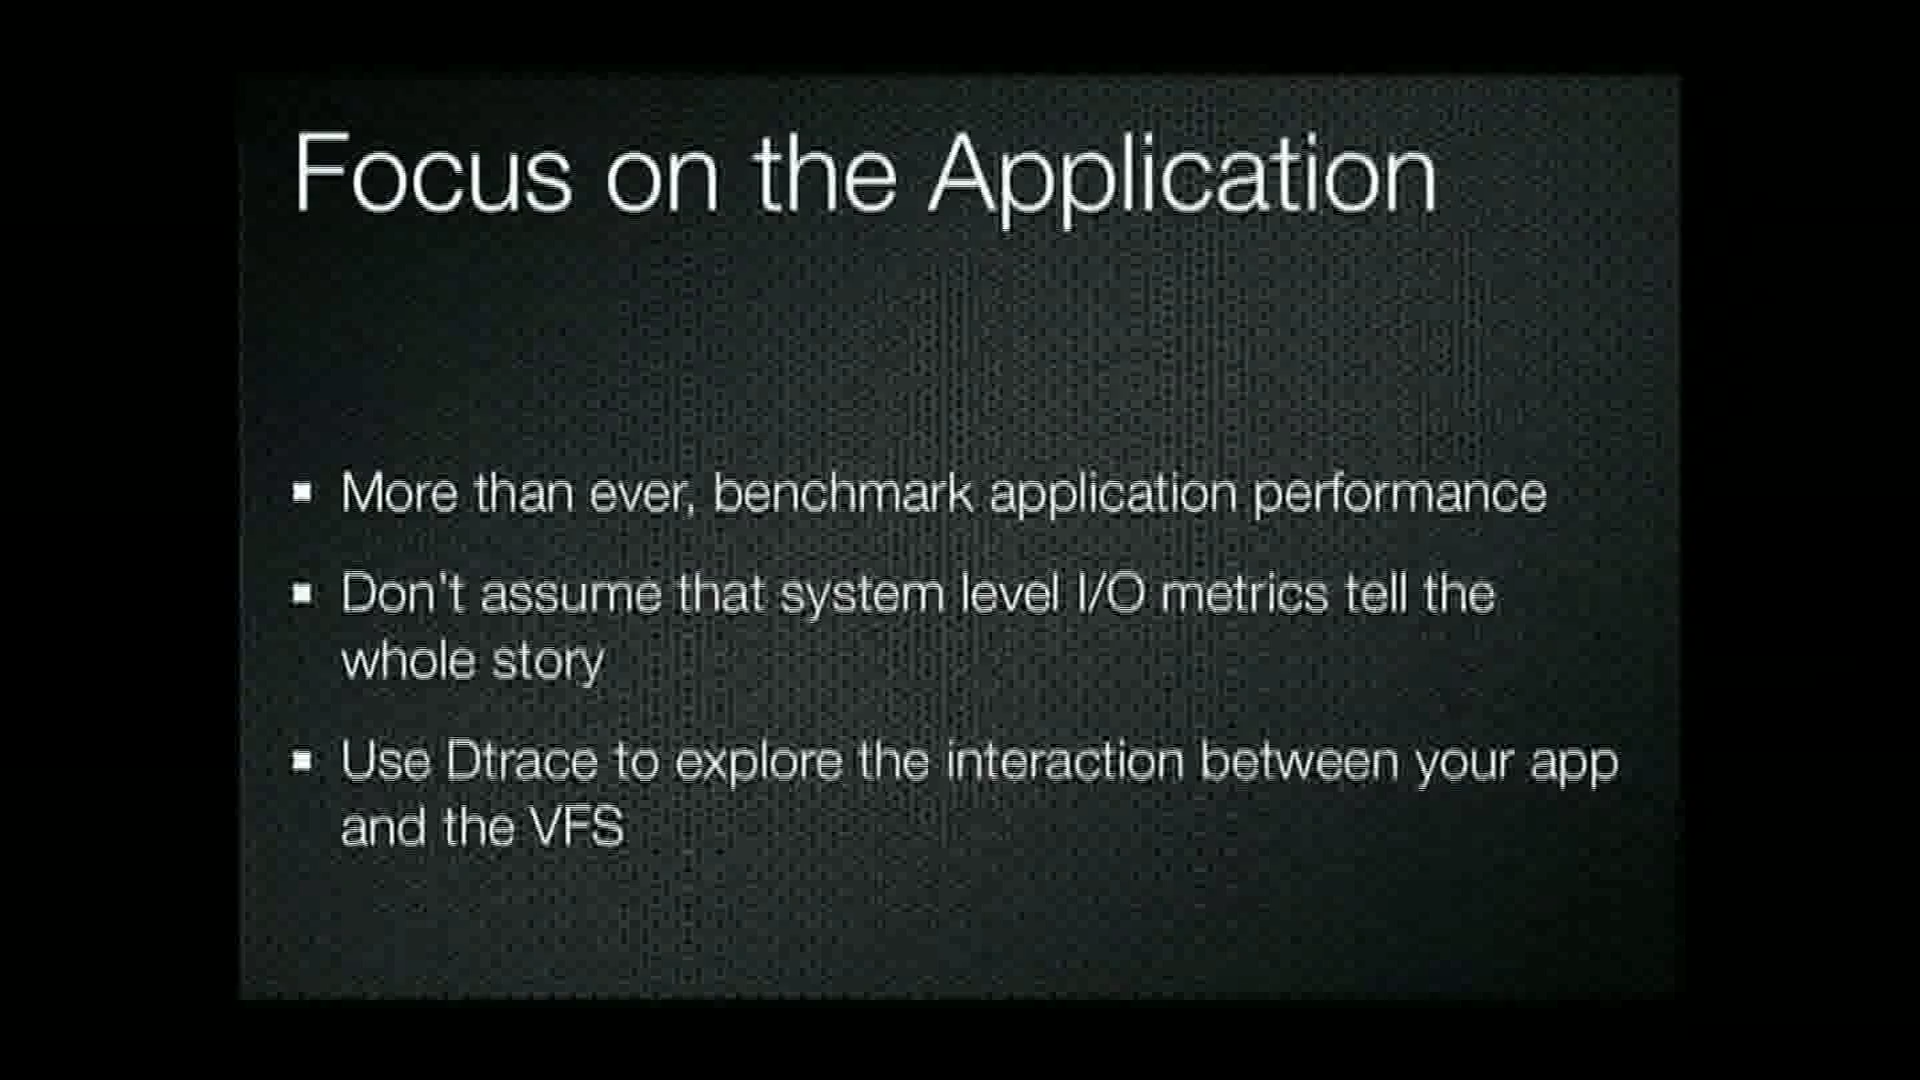 Focus on the Application
More than ever, benchmark application performance
Don't assume that system level I/O metrics tell the
whole story
Use Dtrace to explore the interaction between your app
and the VFS